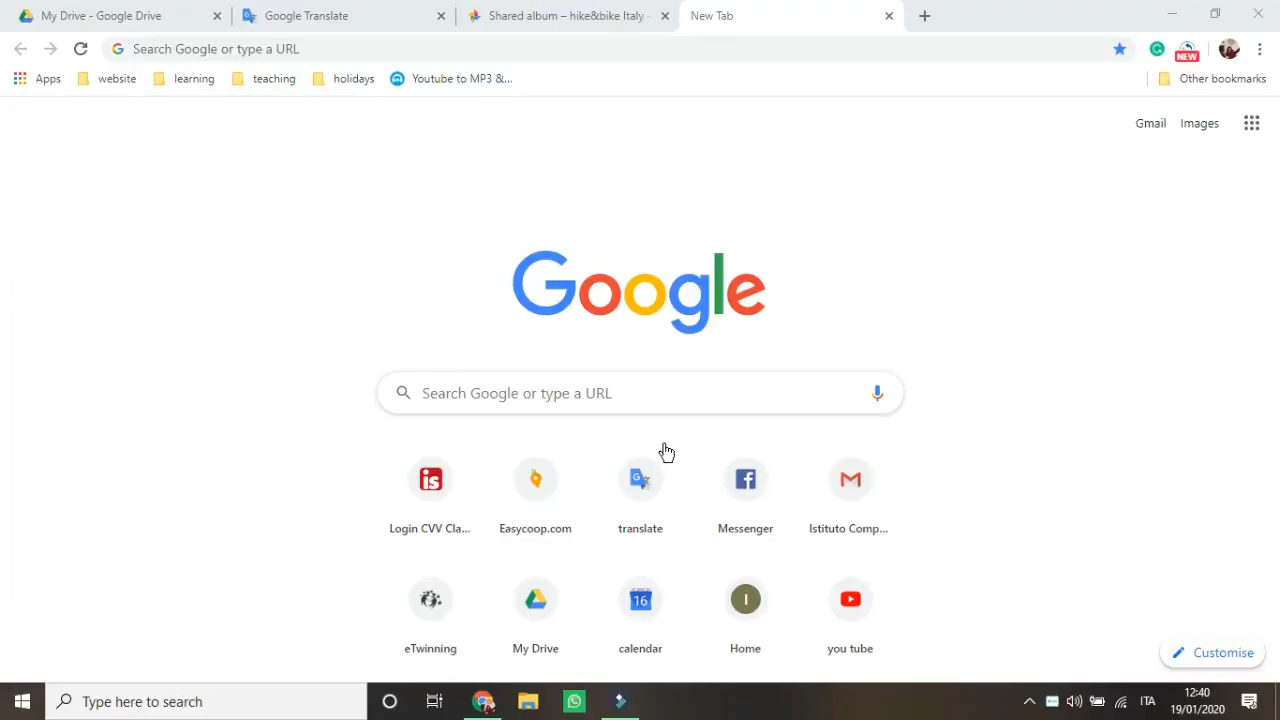 My Drive - Google Drive
Google Translate
Shared album – hike&bike Italy -
New Tab
Search Google or type a URL
NEW
Apps
website
learning
teaching
holidays
Youtube to MP3 &...
Other bookmarks
Gmail
Images
Google
Search Google or type a URL
Login CVV Cla...
Easycoop.com
translate
Messenger
Istituto Comp...
16
I
eTwinning
My Drive
calendar
Home
you tube
Customise
Type here to search
ITA
12:40
19/01/2020